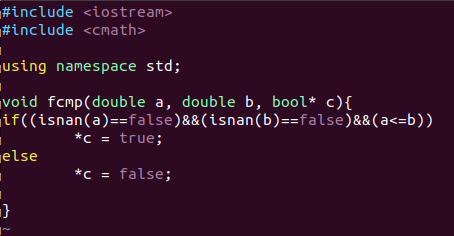 #include <iostream>
#include <cmath>
using namespace std;
void fcmp(double a, double b, bool* c){
if((isnan(a)==false)&&(isnan(b)==false)&&(a<=b))
        *c = true;
else
        *c = false;
}
~